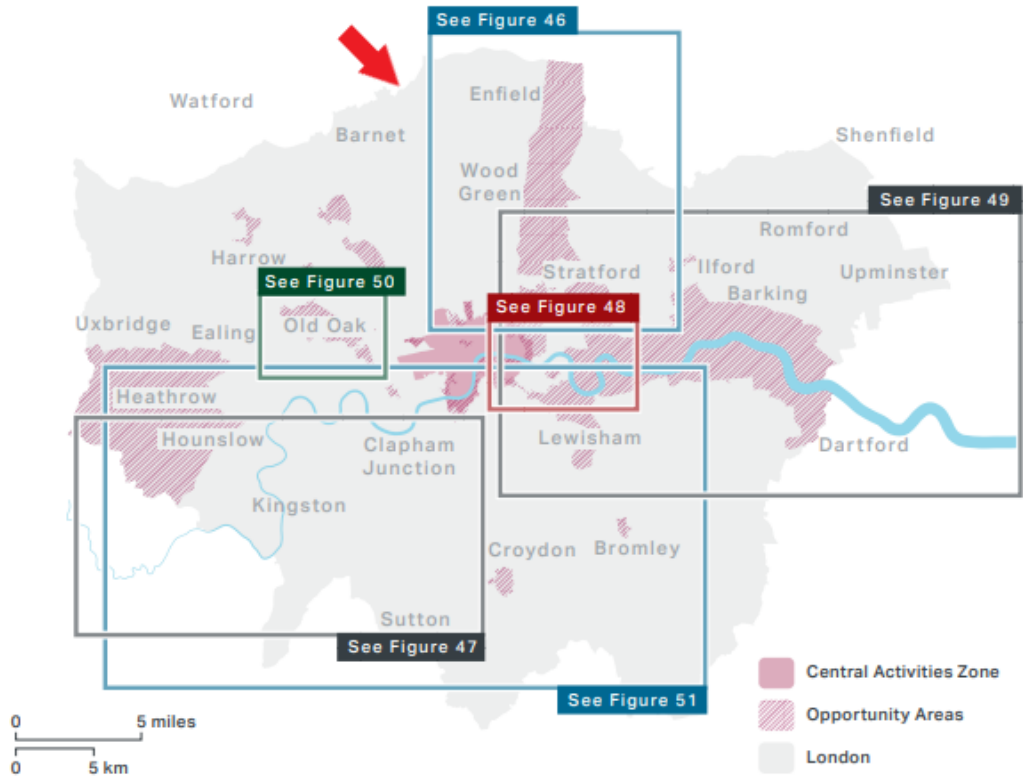 See Figure 46
Watford
Enfield
Barnet
Shenfield
Wood
Green
See Figure 49
Romford
Harrow
Stratford
Ilford
Upminster
See Figure 50
Barking
See Figure 48
Uxbridge
Ealing
Old Oak
Heathrow
Hounslow
Clapham
Junction
Lewisham
Dartford
Kingston
Croydon
Bromley
Sutton
See Figure 47
See Figure 51
Central Activities Zone
Opportunity Areas
London
0
5 miles
0
5 km